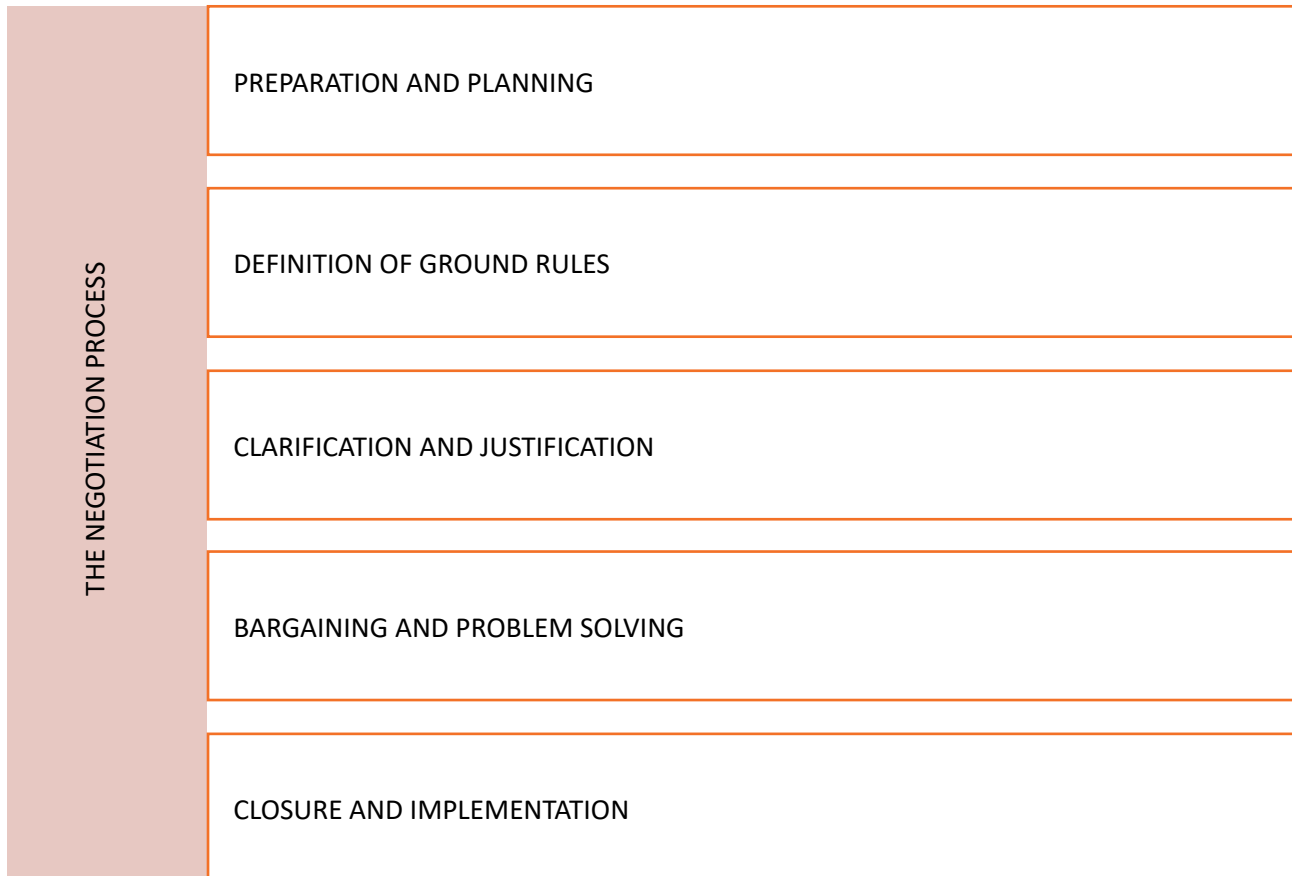 THE NEGOTIATION PROCESS
PREPARATION AND PLANNING
DEFINITION OF GROUND RULES
CLARIFICATION AND JUSTIFICATION
BARGAINING AND PROBLEM SOLVING
CLOSURE AND IMPLEMENTATION